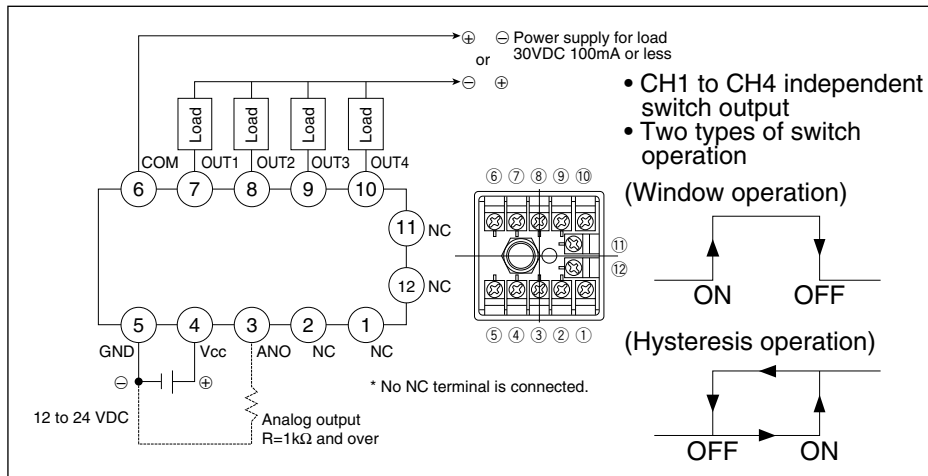 ⊕ ⊖ Power supply for load
30VDC 100mA or less
or
⊖ ⊕
Load Load Load Load
COM OUT1 OUT2 OUT3 OUT4
6 7 8 9 10
11 NC
12 NC
5 4 3 2 1
GND Vcc ANO NC NC
⊖ ⊕
12 to 24 VDC
Analog output
R=1kΩ and over
⑥ ⑦ ⑧ ⑨ ⑩
⑪
⑫
⑤ ④ ③ ② ①
* No NC terminal is connected.
• CH1 to CH4 independent
switch output
• Two types of switch
operation
(Window operation)
ON OFF
(Hysteresis operation)
OFF ON